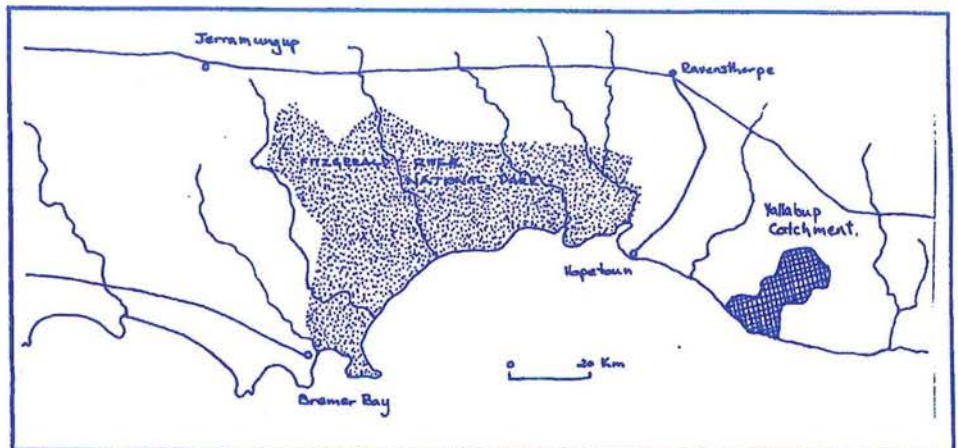 Jerramungup
Ravensthorpe
FITZGERALD RIVER
NATIONAL PARK
Yallabup
Catchment.
Hopetoun
0 20 Km
Bremer Bay